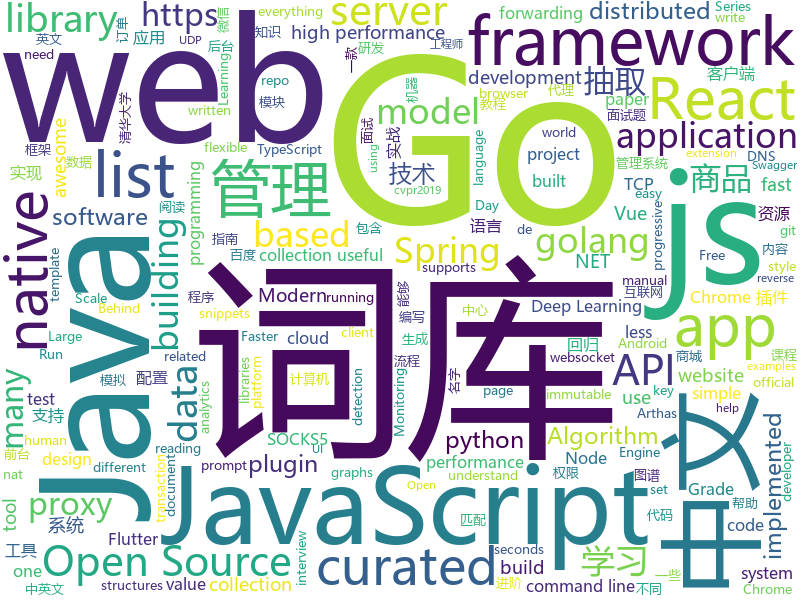 web
Go
词库
js
Java
JavaScript
中文
framework
React
native
list
管理
app
curated
Open Source
library
https
server
high performance
distributed
forwarding
everything
Series
write
微信
订单
英文
UDP
后台
应用
知识
一款
研发
工程师
need
Learning
repo
模块
browser
代理
教程
机器
客户端
面试题
development
抽取
paper
model
application
清华大学
written
flexible
面试
实战
using
language
world
project
TypeScript
框架
数据
awesome
实现
programming
技术
built
cvpr2019
管理系统
DNS
extension
Swagger
TCP
easy
fast
商品
software
阅读
指南
based
golang
Day
语言
Vue
progressive
资源
git
building
de
包含
百度
Spring
NET
manual
Free
内容
template
collection useful
supports
互联网
style
程序
能够
reverse
Scale
Behind
Modern
running
编写
中心
Deep Learning
Chrome 插件
data
snippets
cloud
生成
less
Android
课程
Run
Large
Faster
client
流程
回归
websocket
商城
examples
API
related
libraries
计算机
名字
page
official
many
模拟
配置
analytics
platform
Monitoring
website
immutable
test
human
python
use
key
Arthas
支持
different
detection
Algorithm
simple
help
前台
design
SOCKS5
UI
Node
权限
Engine
developer
implemented
tool
reading
plugin
performance
图谱
set
Grade
帮助
nat
proxy
document
prompt
graphs
understand
匹配
代码
code
系统
transaction
interview
seconds
Open
工具
Flutter
one
build
system
structures
value
collection
command line
进阶
一些
不同
Chrome
中英文
学习